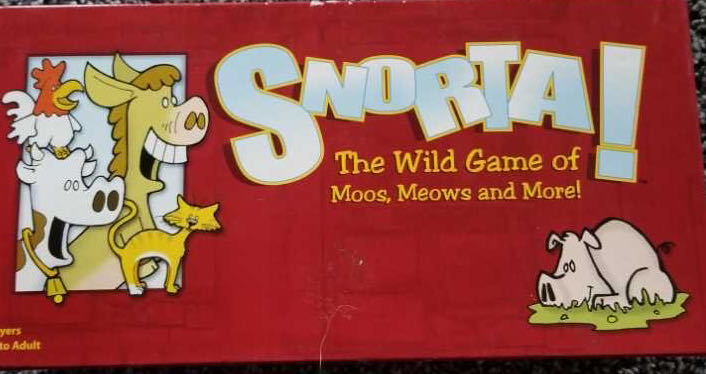 SNORTA!
The Wild Game of
Moos, Meows and More!
yers
to Adult